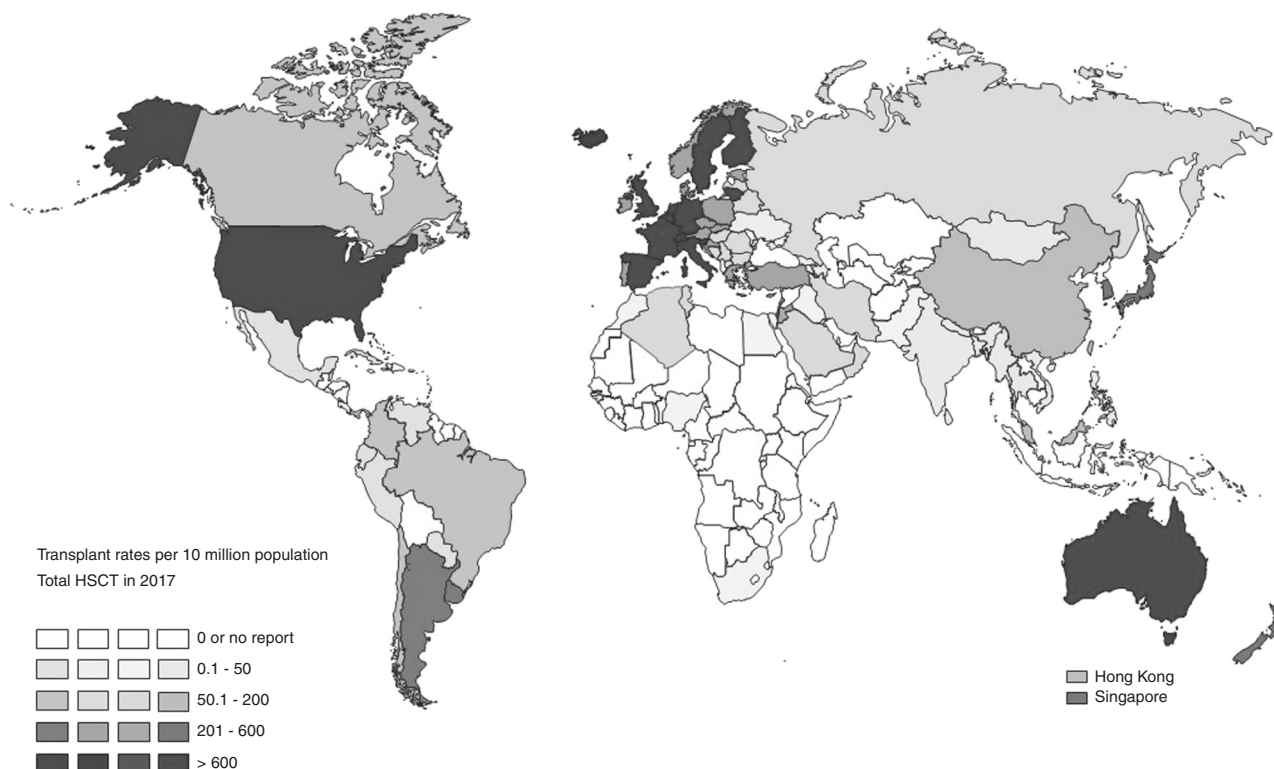 Transplant rates per 10 million population
Total HSCT in 2017
0 or no report
0.1 - 50
50.1 - 200
201 - 600
> 600
Hong Kong
Singapore